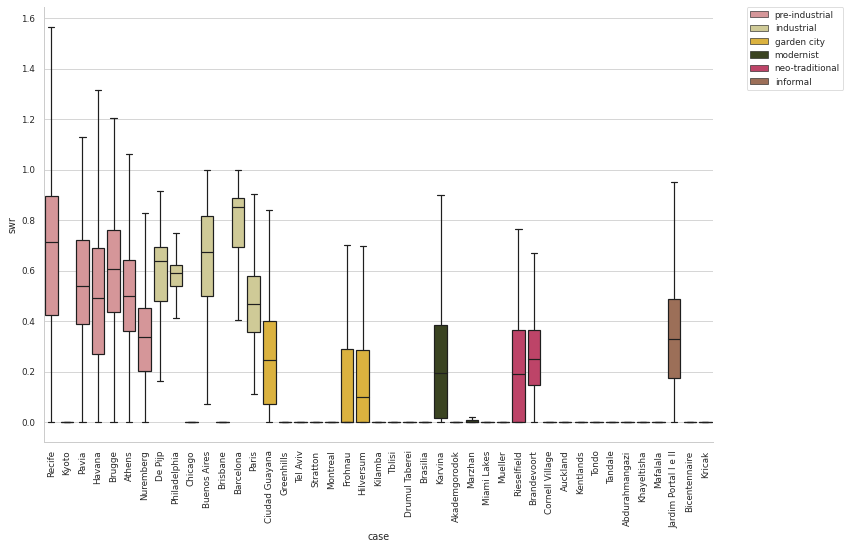 pre-industrial
industrial
garden city
modernist
neo-traditional
informal
1.6
1.4
1.2
1.0
0.8
0.6
0.4
0.2
0.0
swr
Recife
Kyoto
Pavia
Havana
Brugge
Athens
Nuremberg
De Pijp
Philadelphia
Chicago
Buenos Aires
Brisbane
Barcelona
Paris
Ciudad Guayana
Greenhills
Tel Aviv
Stratton
Montreal
Frohnau
Hilversum
Kilamba
Tblisi
Drumul Taberei
Brasilia
Karvina
Akademgorodok
Marzhan
Miami Lakes
Mueller
Rieselfield
Brandevoort
Cornell Village
Auckland
Kentlands
Tondo
Tandale
Abdurahmangazi
Khayelitsha
Mafalala
Jardim Portal I e II
Bicentennaire
Kricak
case